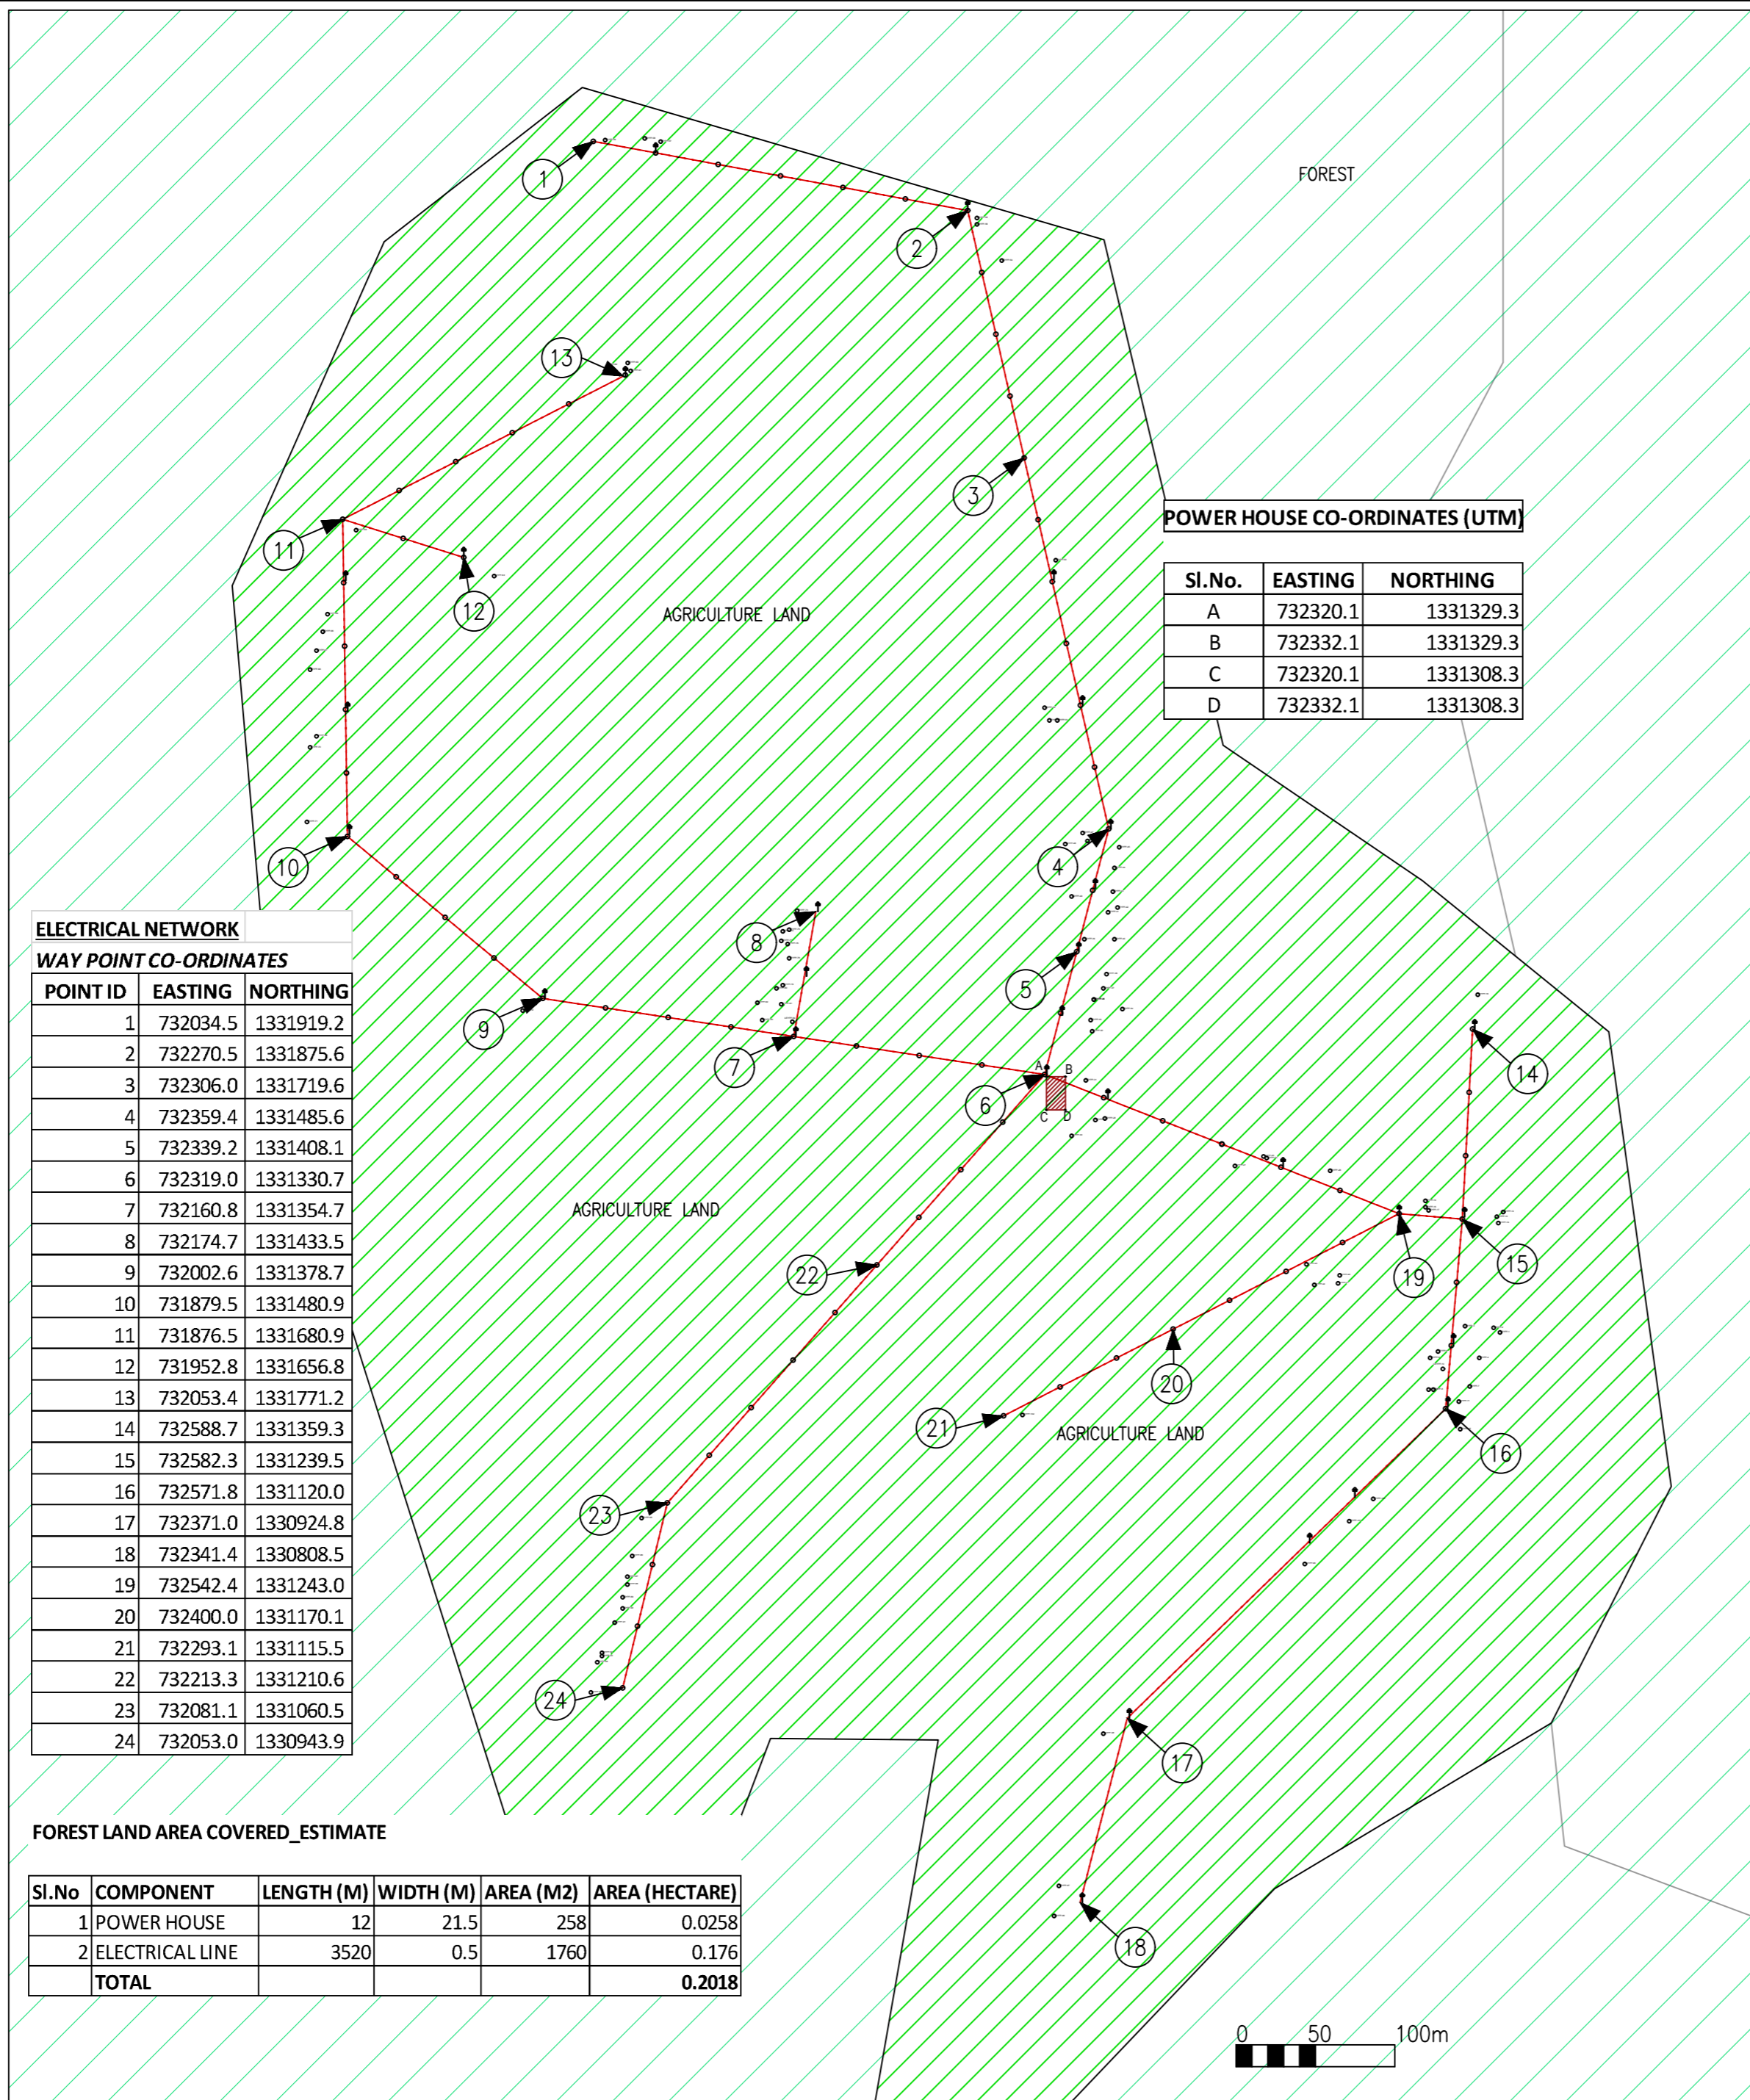 FOREST
1
2
13
3
11
12
AGRICULTURE LAND
POWER HOUSE CO-ORDINATES (UTM)
Sl.No. EASTING NORTHING
A 732320.1 1331329.3
B 732332.1 1331329.3
C 732320.1 1331308.3
D 732332.1 1331308.3
4
10
8
5
9
7
6
A B
C D
14
ELECTRICAL NETWORK
WAY POINT CO-ORDINATES
POINT ID EASTING NORTHING
1 732034.5 1331919.2
2 732270.5 1331875.6
3 732306.0 1331719.6
4 732359.4 1331485.6
5 732339.2 1331408.1
6 732319.0 1331330.7
7 732160.8 1331354.7
8 732174.7 1331433.5
9 732002.6 1331378.7
10 731879.5 1331480.9
11 731876.5 1331680.9
12 731952.8 1331656.8
13 732053.4 1331771.2
14 732588.7 1331359.3
15 732582.3 1331239.5
16 732571.8 1331120.0
17 732371.0 1330924.8
18 732341.4 1330808.5
19 732542.4 1331243.0
20 732400.0 1331170.1
21 732293.1 1331115.5
22 732213.3 1331210.6
23 732081.1 1331060.5
24 732053.0 1330943.9
AGRICULTURE LAND
22
19
15
20
21
AGRICULTURE LAND
16
23
24
17
18
FOREST LAND AREA COVERED_ESTIMATE
Sl.No COMPONENT LENGTH (M) WIDTH (M) AREA (M2) AREA (HECTARE)
1 POWER HOUSE 12 21.5 258 0.0258
2 ELECTRICAL LINE 3520 0.5 1760 0.176
TOTAL 0.2018
0 50 100m